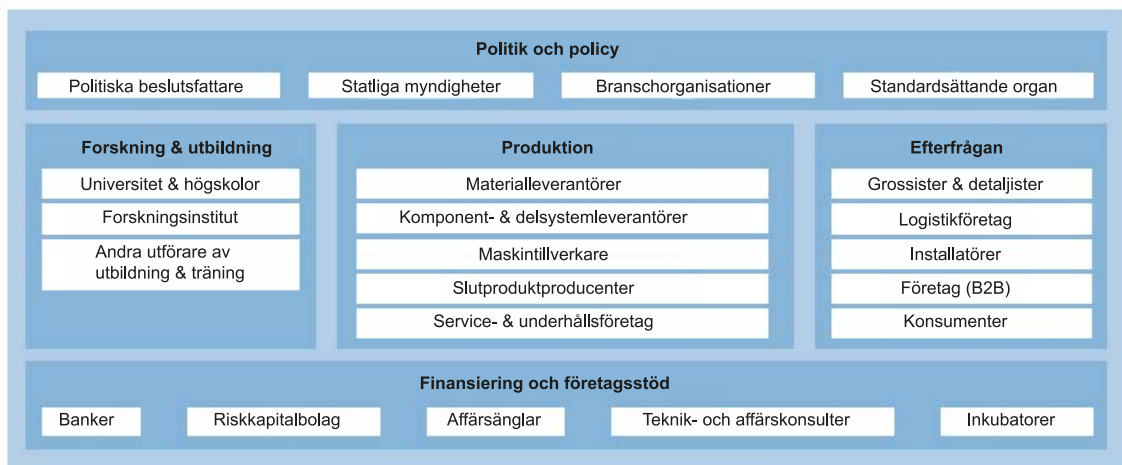 Politik och policy
Politiska beslutsfattare
Statliga myndigheter
Branschorganisationer
Standardsättande organ
Forskning & utbildning
Universitet & högskolor
Forskningsinstitut
Andra utförare av
utbildning & träning
Produktion
Materialleverantörer
Komponent- & delsystemleverantörer
Maskintillverkare
Slutproduktproducenter
Service- & underhållsföretag
Efterfrågan
Grossister & detaljister
Logistikföretag
Installatörer
Företag (B2B)
Konsumenter
Finansiering och företagsstöd
Banker
Riskkapitalbolag
Affärsänglar
Teknik- och affärskonsulter
Inkubatorer